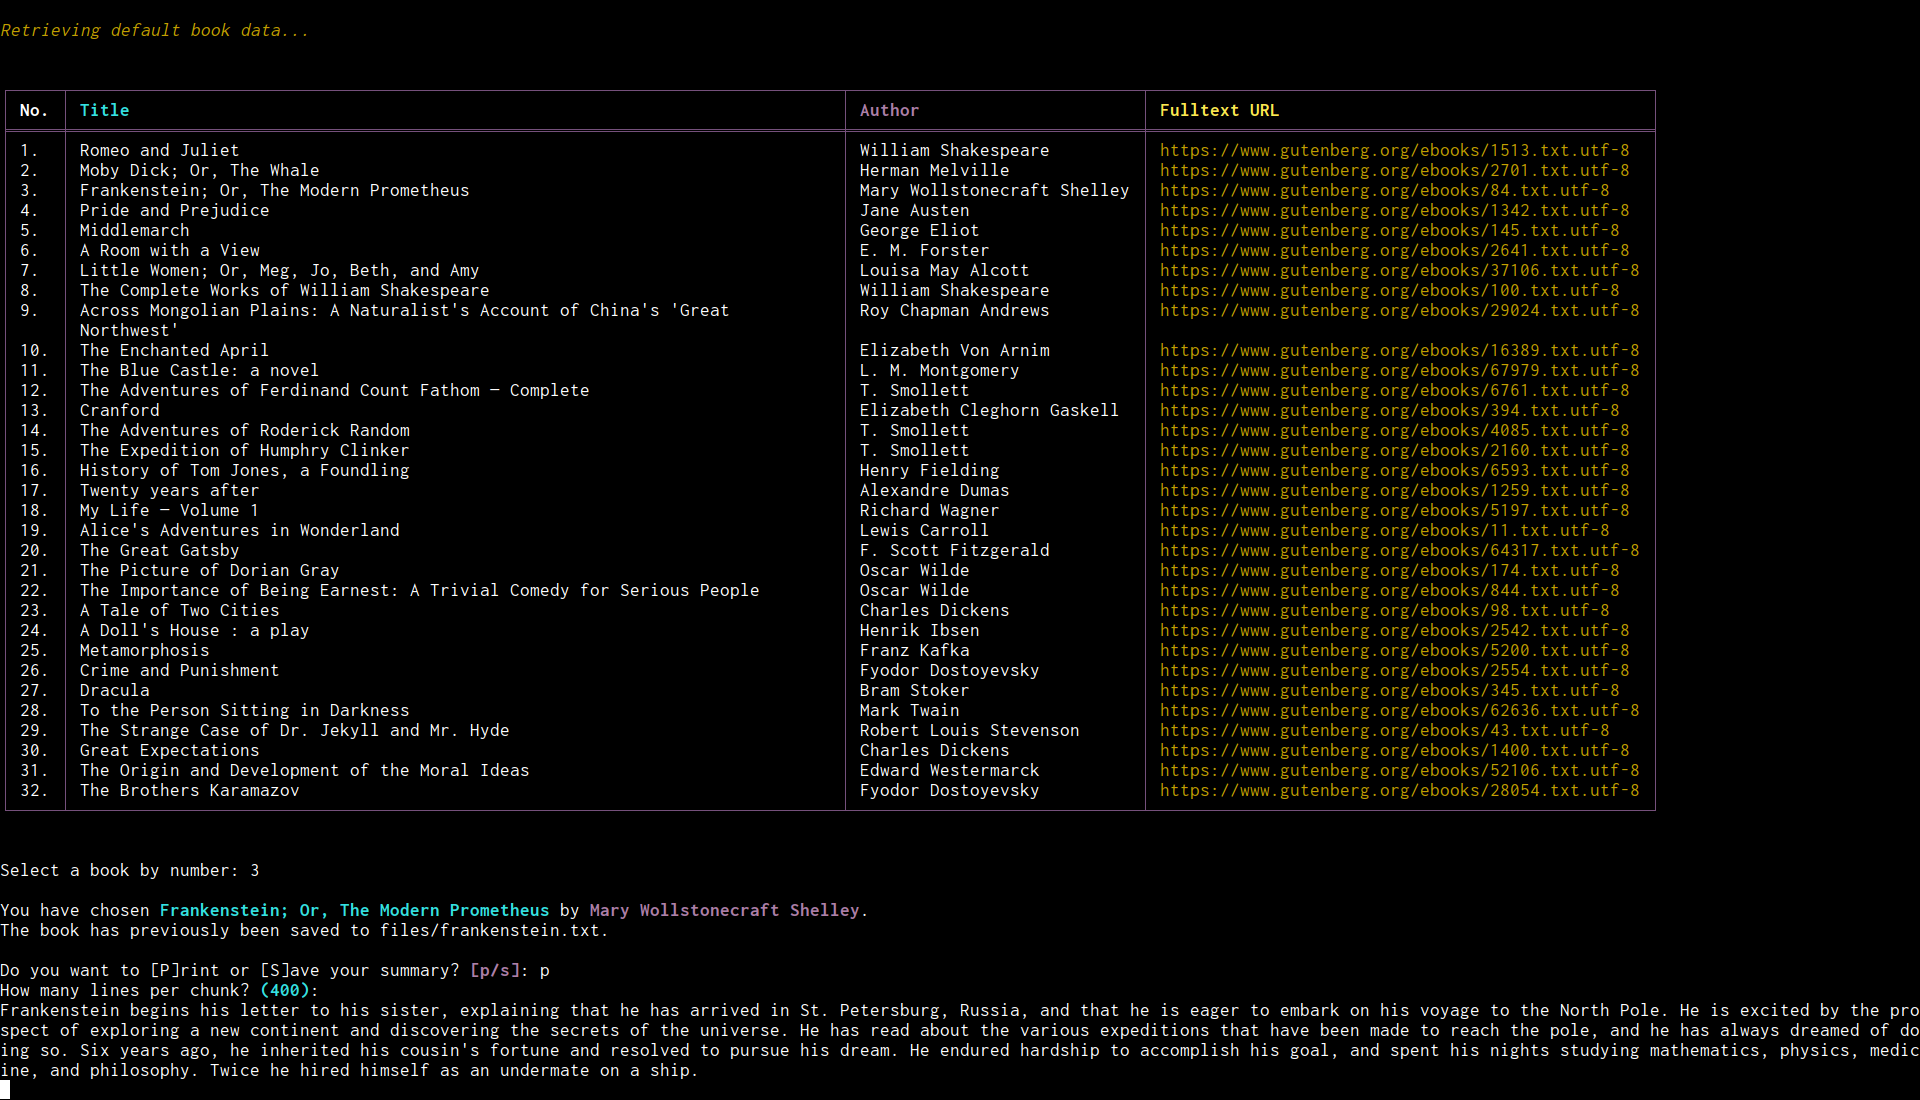 Retrieving default book data...
No. Title Author Fulltext URL
1. Romeo and Juliet William Shakespeare https://www.gutenberg.org/ebooks/1513.txt.utf-8
2. Moby Dick; Or, The Whale Herman Melville https://www.gutenberg.org/ebooks/2701.txt.utf-8
3. Frankenstein; Or, The Modern Prometheus Mary Wollstonecraft Shelley https://www.gutenberg.org/ebooks/84.txt.utf-8
4. Pride and Prejudice Jane Austen https://www.gutenberg.org/ebooks/1342.txt.utf-8
5. Middlemarch George Eliot https://www.gutenberg.org/ebooks/145.txt.utf-8
6. A Room with a View E. M. Forster https://www.gutenberg.org/ebooks/2641.txt.utf-8
7. Little Women; Or, Meg, Jo, Beth, and Amy Louisa May Alcott https://www.gutenberg.org/ebooks/37106.txt.utf-8
8. The Complete Works of William Shakespeare William Shakespeare https://www.gutenberg.org/ebooks/100.txt.utf-8
9. Across Mongolian Plains: A Naturalist's Account of China's 'Great Roy Chapman Andrews https://www.gutenberg.org/ebooks/29024.txt.utf-8
Northwest'
10. The Enchanted April Elizabeth Von Arnim https://www.gutenberg.org/ebooks/16389.txt.utf-8
11. The Blue Castle: a novel L. M. Montgomery https://www.gutenberg.org/ebooks/67979.txt.utf-8
12. The Adventures of Ferdinand Count Fathom — Complete T. Smollett https://www.gutenberg.org/ebooks/6761.txt.utf-8
13. Cranford Elizabeth Cleghorn Gaskell https://www.gutenberg.org/ebooks/394.txt.utf-8
14. The Adventures of Roderick Random T. Smollett https://www.gutenberg.org/ebooks/4085.txt.utf-8
15. The Expedition of Humphry Clinker T. Smollett https://www.gutenberg.org/ebooks/2160.txt.utf-8
16. History of Tom Jones, a Foundling Henry Fielding https://www.gutenberg.org/ebooks/6593.txt.utf-8
17. Twenty years after Alexandre Dumas https://www.gutenberg.org/ebooks/1259.txt.utf-8
18. My Life — Volume 1 Richard Wagner https://www.gutenberg.org/ebooks/5197.txt.utf-8
19. Alice's Adventures in Wonderland Lewis Carroll https://www.gutenberg.org/ebooks/11.txt.utf-8
20. The Great Gatsby F. Scott Fitzgerald https://www.gutenberg.org/ebooks/64317.txt.utf-8
21. The Picture of Dorian Gray Oscar Wilde https://www.gutenberg.org/ebooks/174.txt.utf-8
22. The Importance of Being Earnest: A Trivial Comedy for Serious People Oscar Wilde https://www.gutenberg.org/ebooks/844.txt.utf-8
23. A Tale of Two Cities Charles Dickens https://www.gutenberg.org/ebooks/98.txt.utf-8
24. A Doll's House : a play Henrik Ibsen https://www.gutenberg.org/ebooks/2542.txt.utf-8
25. Metamorphosis Franz Kafka https://www.gutenberg.org/ebooks/5200.txt.utf-8
26. Crime and Punishment Fyodor Dostoyevsky https://www.gutenberg.org/ebooks/2554.txt.utf-8
27. Dracula Bram Stoker https://www.gutenberg.org/ebooks/345.txt.utf-8
28. To the Person Sitting in Darkness Mark Twain https://www.gutenberg.org/ebooks/62636.txt.utf-8
29. The Strange Case of Dr. Jekyll and Mr. Hyde Robert Louis Stevenson https://www.gutenberg.org/ebooks/43.txt.utf-8
30. Great Expectations Charles Dickens https://www.gutenberg.org/ebooks/1400.txt.utf-8
31. The Origin and Development of the Moral Ideas Edward Westermarck https://www.gutenberg.org/ebooks/52106.txt.utf-8
32. The Brothers Karamazov Fyodor Dostoyevsky https://www.gutenberg.org/ebooks/28054.txt.utf-8
Select a book by number: 3
You have chosen Frankenstein; Or, The Modern Prometheus by Mary Wollstonecraft Shelley.
The book has previously been saved to files/frankenstein.txt.
Do you want to [P]rint or [S]ave your summary? [p/s]: p
How many lines per chunk? (400):
Frankenstein begins his letter to his sister, explaining that he has arrived in St. Petersburg, Russia, and that he is eager to embark on his voyage to the North Pole. He is excited by the pro
spect of exploring a new continent and discovering the secrets of the universe. He has read about the various expeditions that have been made to reach the pole, and he has always dreamed of do
ing so. Six years ago, he inherited his cousin's fortune and resolved to pursue his dream. He endured hardship to accomplish his goal, and spent his nights studying mathematics, physics, medic
ine, and philosophy. Twice he hired himself as an undermate on a ship.